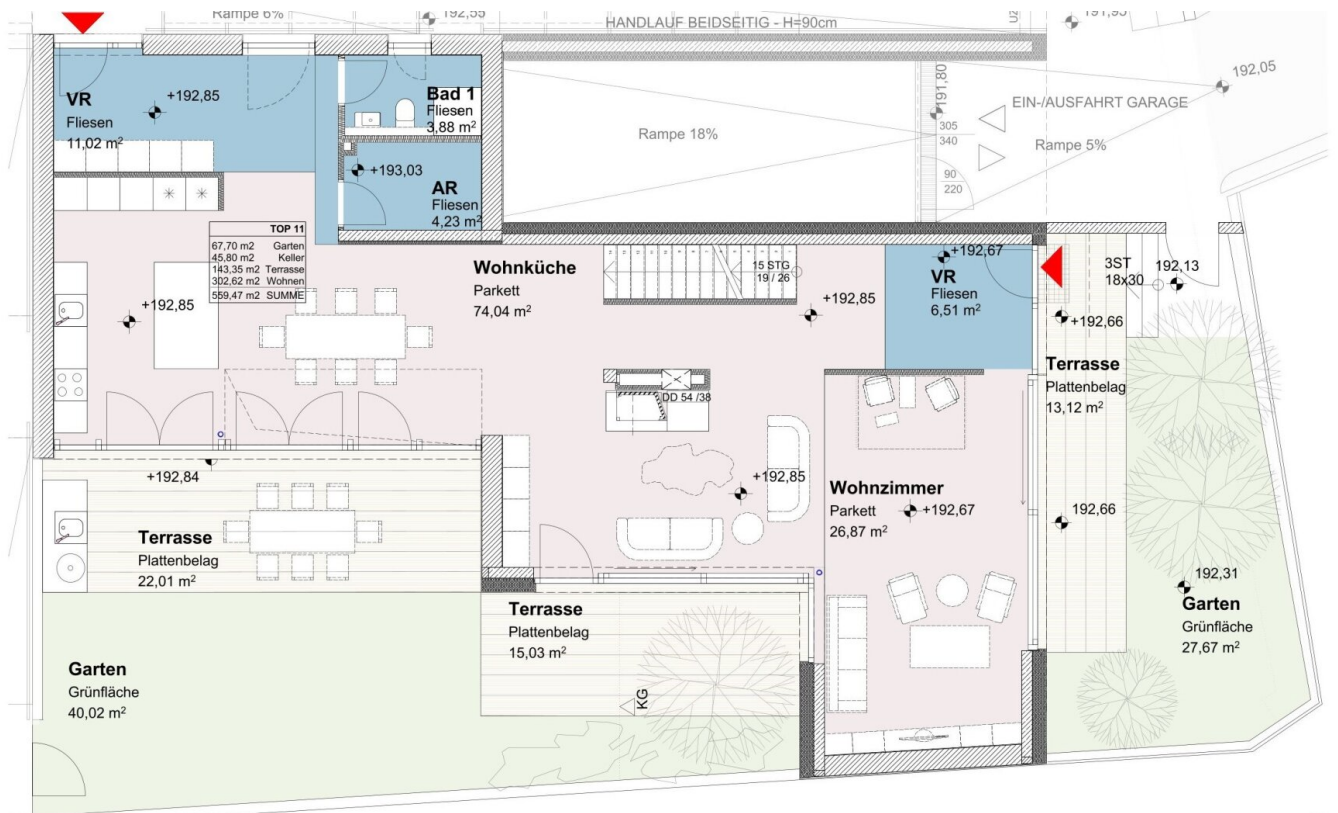 Rampe 6%
192,55
HANDLAUF BEIDSEITIG - H=90cm
U2
191,95
192,05
VR
Fliesen
11,02 m²
+192,85
Bad 1
Fliesen
3,88 m²
+193,03
AR
Fliesen
4,23 m²
Rampe 18%
191,80
305
340
EIN-/AUSFAHRT GARAGE
Rampe 5%
90
220
TOP 11
67,70 m2 Garten
45,80 m2 Keller
143,35 m2 Terrasse
302,62 m2 Wohnen
559,47 m2 SUMME
+192,85
Wohnküche
Parkett
74,04 m²
15 STG
19 / 26
+192,85
+192,67
VR
Fliesen
6,51 m²
3ST
18x30
192,13
+192,66
Terrasse
Plattenbelag
13,12 m²
DD 54 /38
+192,84
+192,85
Wohnzimmer
Parkett
26,87 m²
+192,67
192,66
Terrasse
Plattenbelag
22,01 m²
192,31
Garten
Grünfläche
27,67 m²
Terrasse
Plattenbelag
15,03 m²
KG
Garten
Grünfläche
40,02 m²